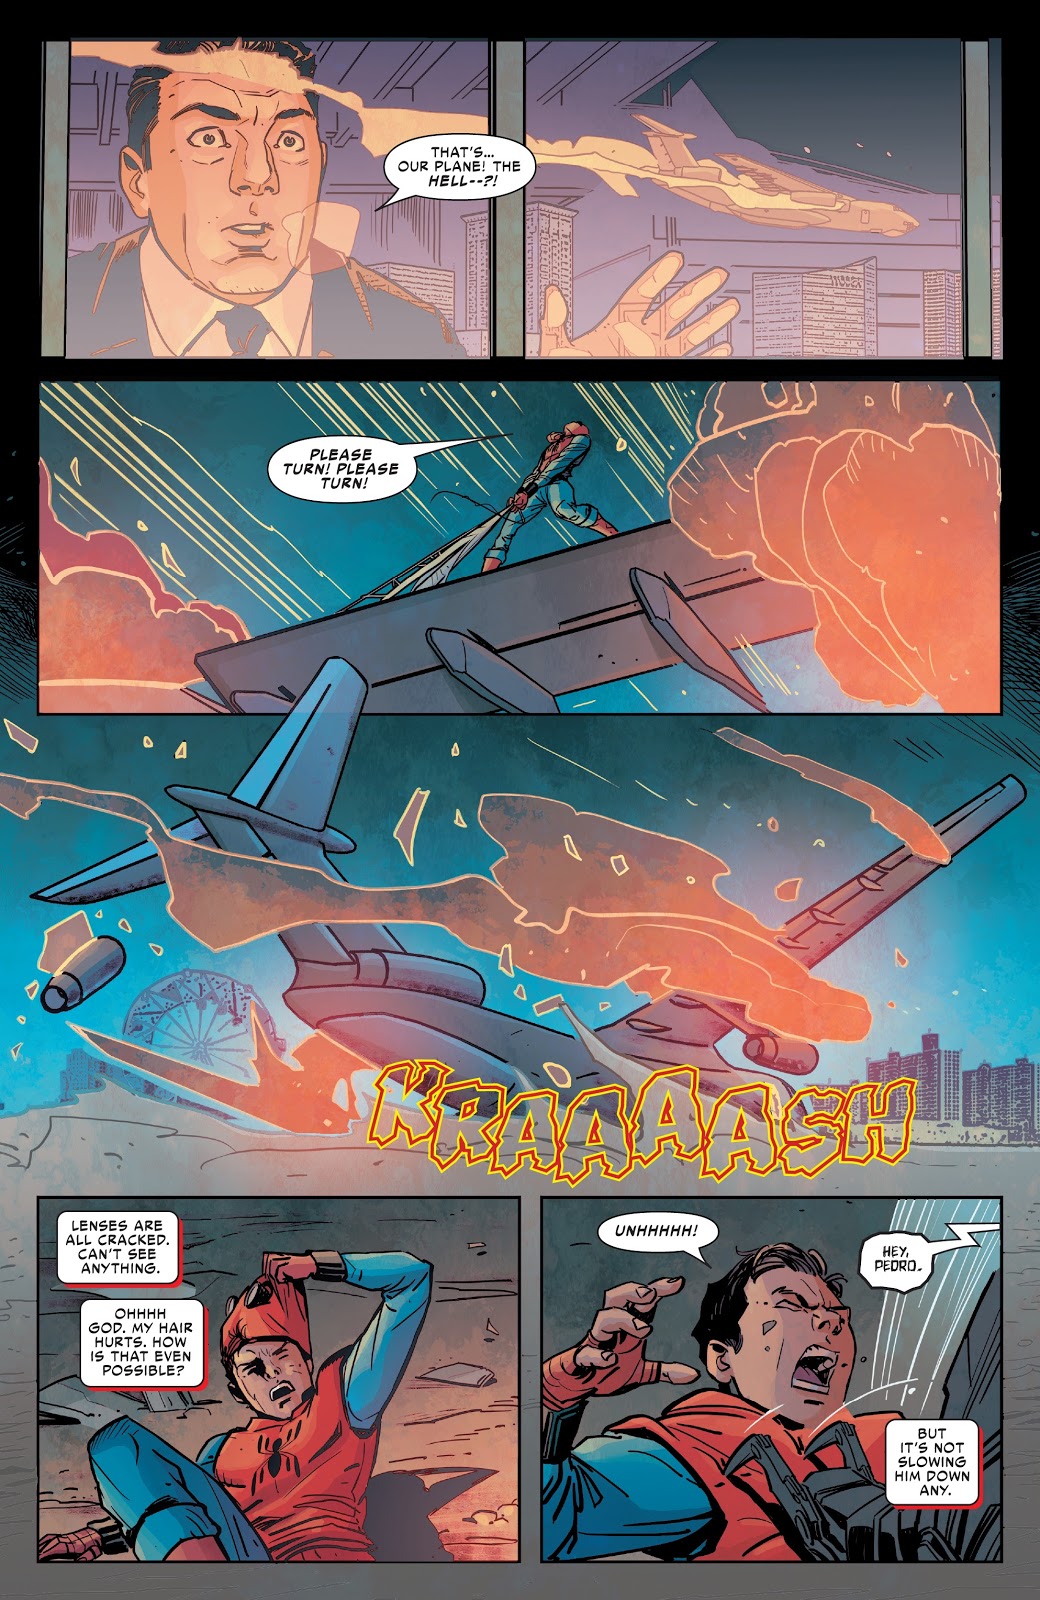 THAT'S...
OUR PLANE! THE
HELL--?!
PLEASE
TURN! PLEASE
TURN!
KRAAAAASH
LENSES ARE
ALL CRACKED.
CAN'T SEE
ANYTHING.
OHHHH
GOD. MY HAIR
HURTS. HOW
IS THAT EVEN
POSSIBLE?
UNHHHHH!
HEY,
PEDRO.
BUT
IT'S NOT
SLOWING
HIM DOWN
ANY.